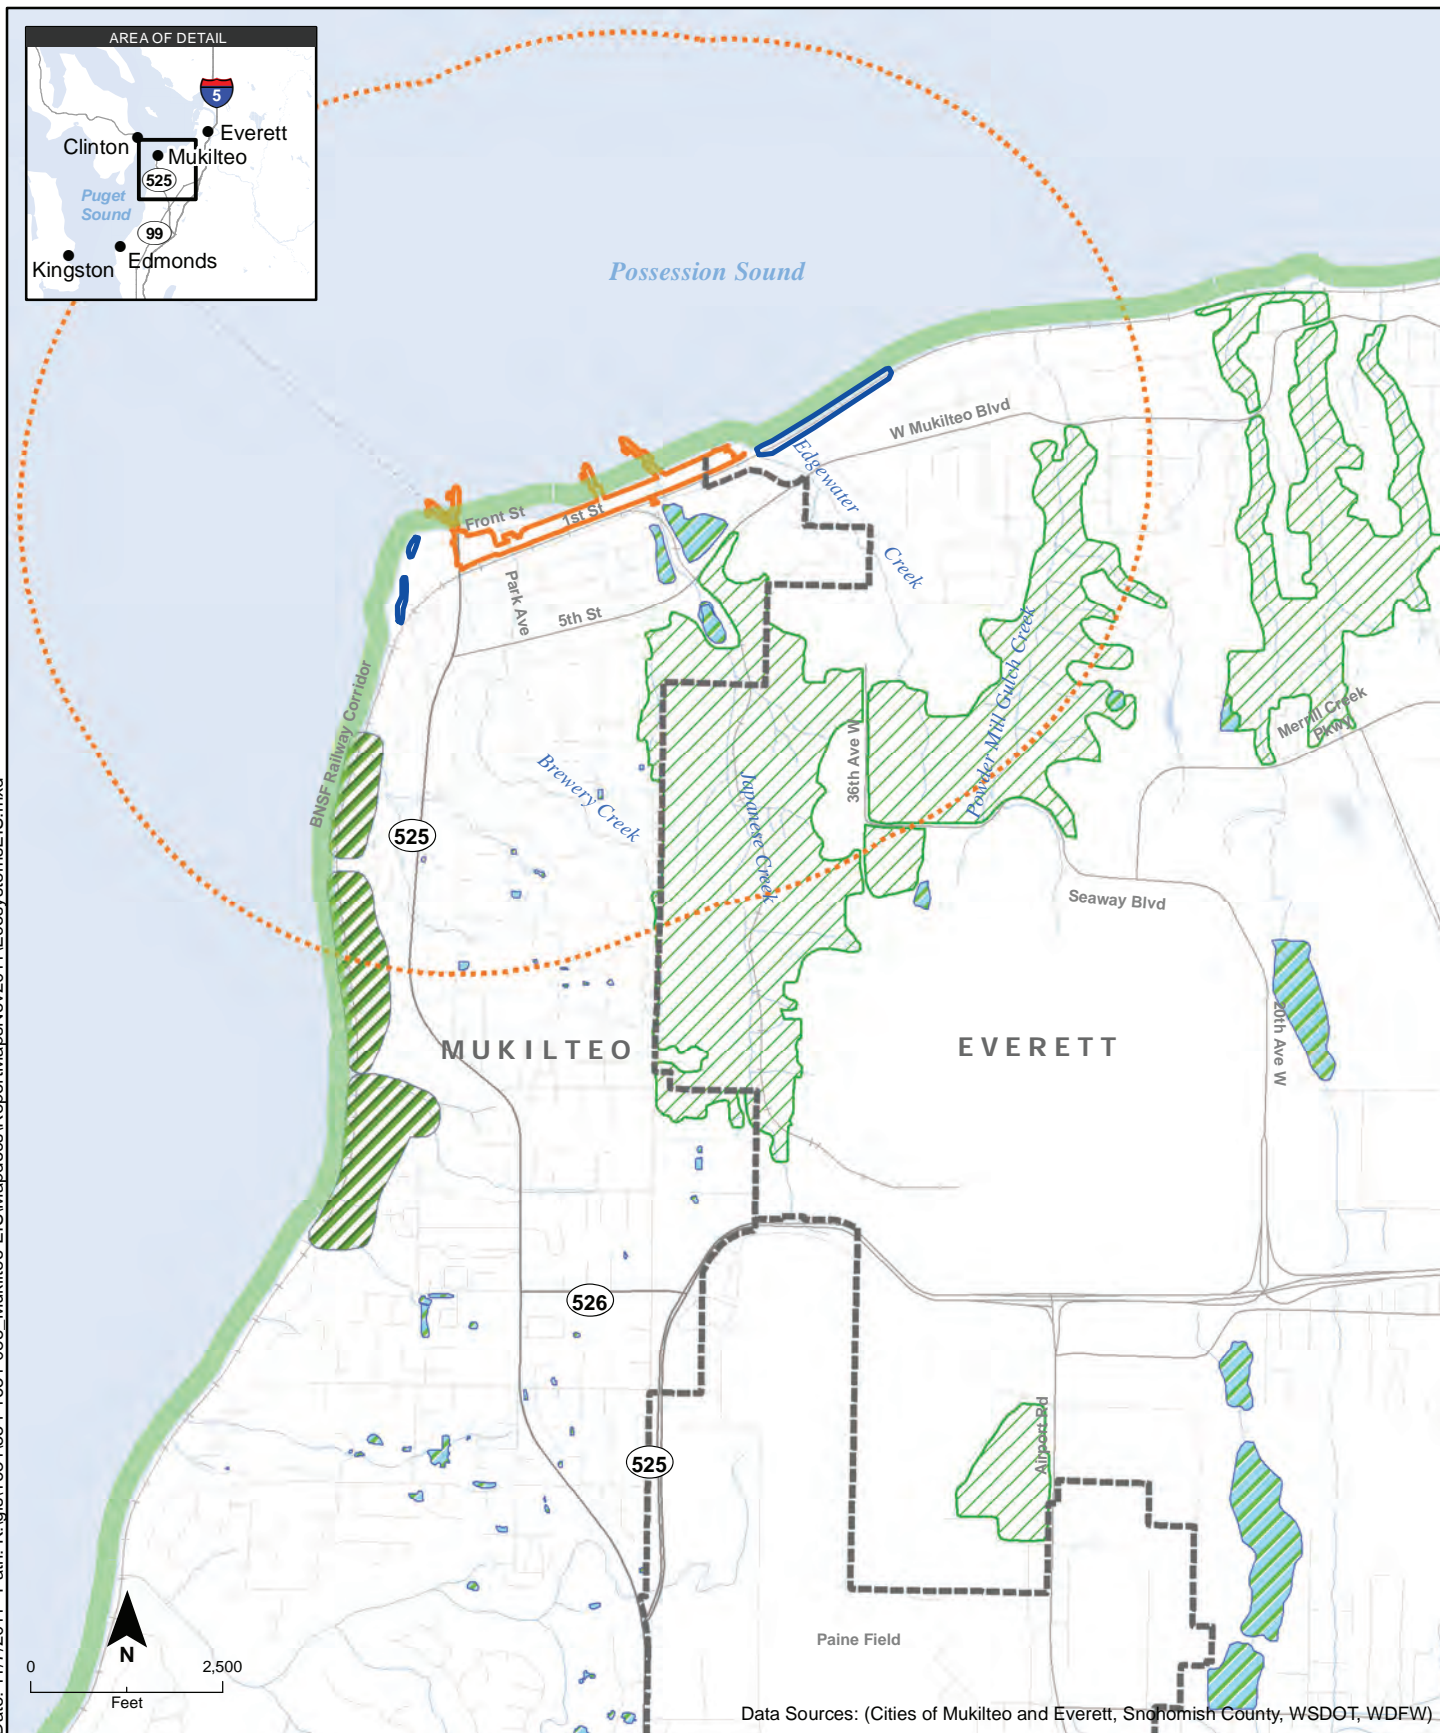 AREA OF DETAIL
5
Everett
Clinton
Mukilteo
525
Puget
Sound
99
Edmonds
Kingston
Possession Sound
W Mukilteo Blvd
Edgewater
Creek
Front St
1st St
Park Ave
5th St
BNSF Railway Corridor
Powder Mill Gulch Creek
Merrill Creek
Pkwy
36th Ave W
Brewery Creek
Japanese Creek
525
Seaway Blvd
MUKILTEO
EVERETT
20th Ave W
526
525
Airport Rd
Paine Field
N
0
2,500
Feet
Data Sources: (Cities of Mukilteo and Everett, Snohomish County, WSDOT, WDFW)